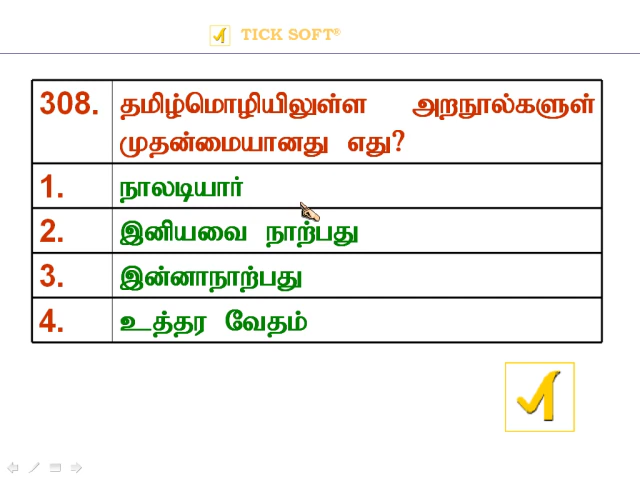 TICK SOFT®
308. தமிழ்மொழியிலுள்ள அறநூல்களுள்
முதன்மையானது எது?
1. நாலடியார்
2. இனியவை நாற்பது
3. இன்னாநாற்பது
4. உத்தர வேதம்